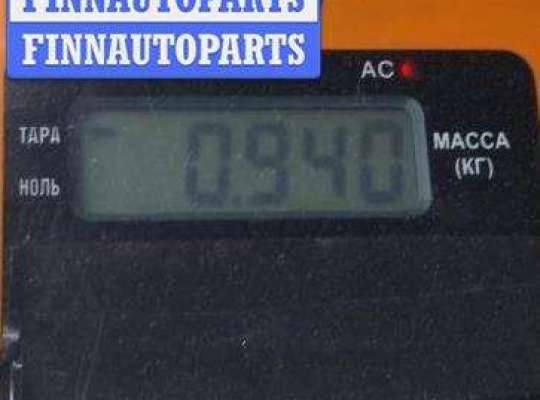 FINNAUTOPARTS
FINNAUTOPARTS
AC
ТАРА
0.940
МАССА
(КГ)
НОЛЬ